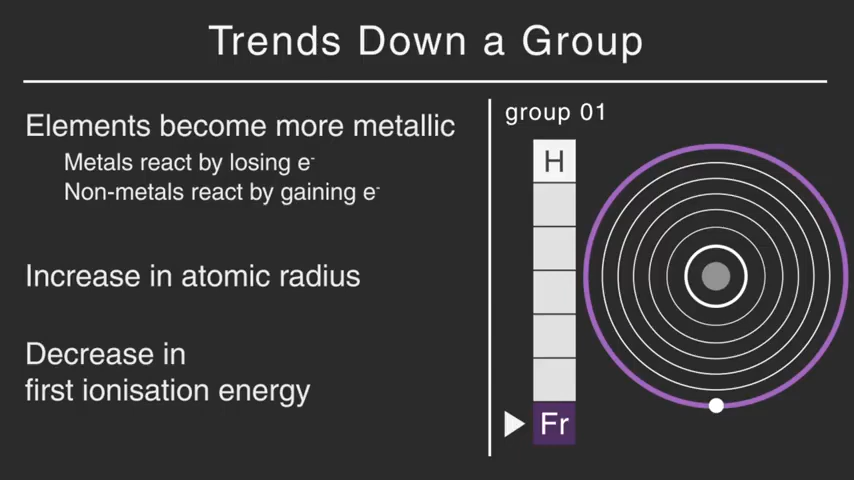 Trends Down a Group
Elements become more metallic
Metals react by losing e⁻
Non-metals react by gaining e⁻
Increase in atomic radius
Decrease in
first ionisation energy
group 01
H
Fr